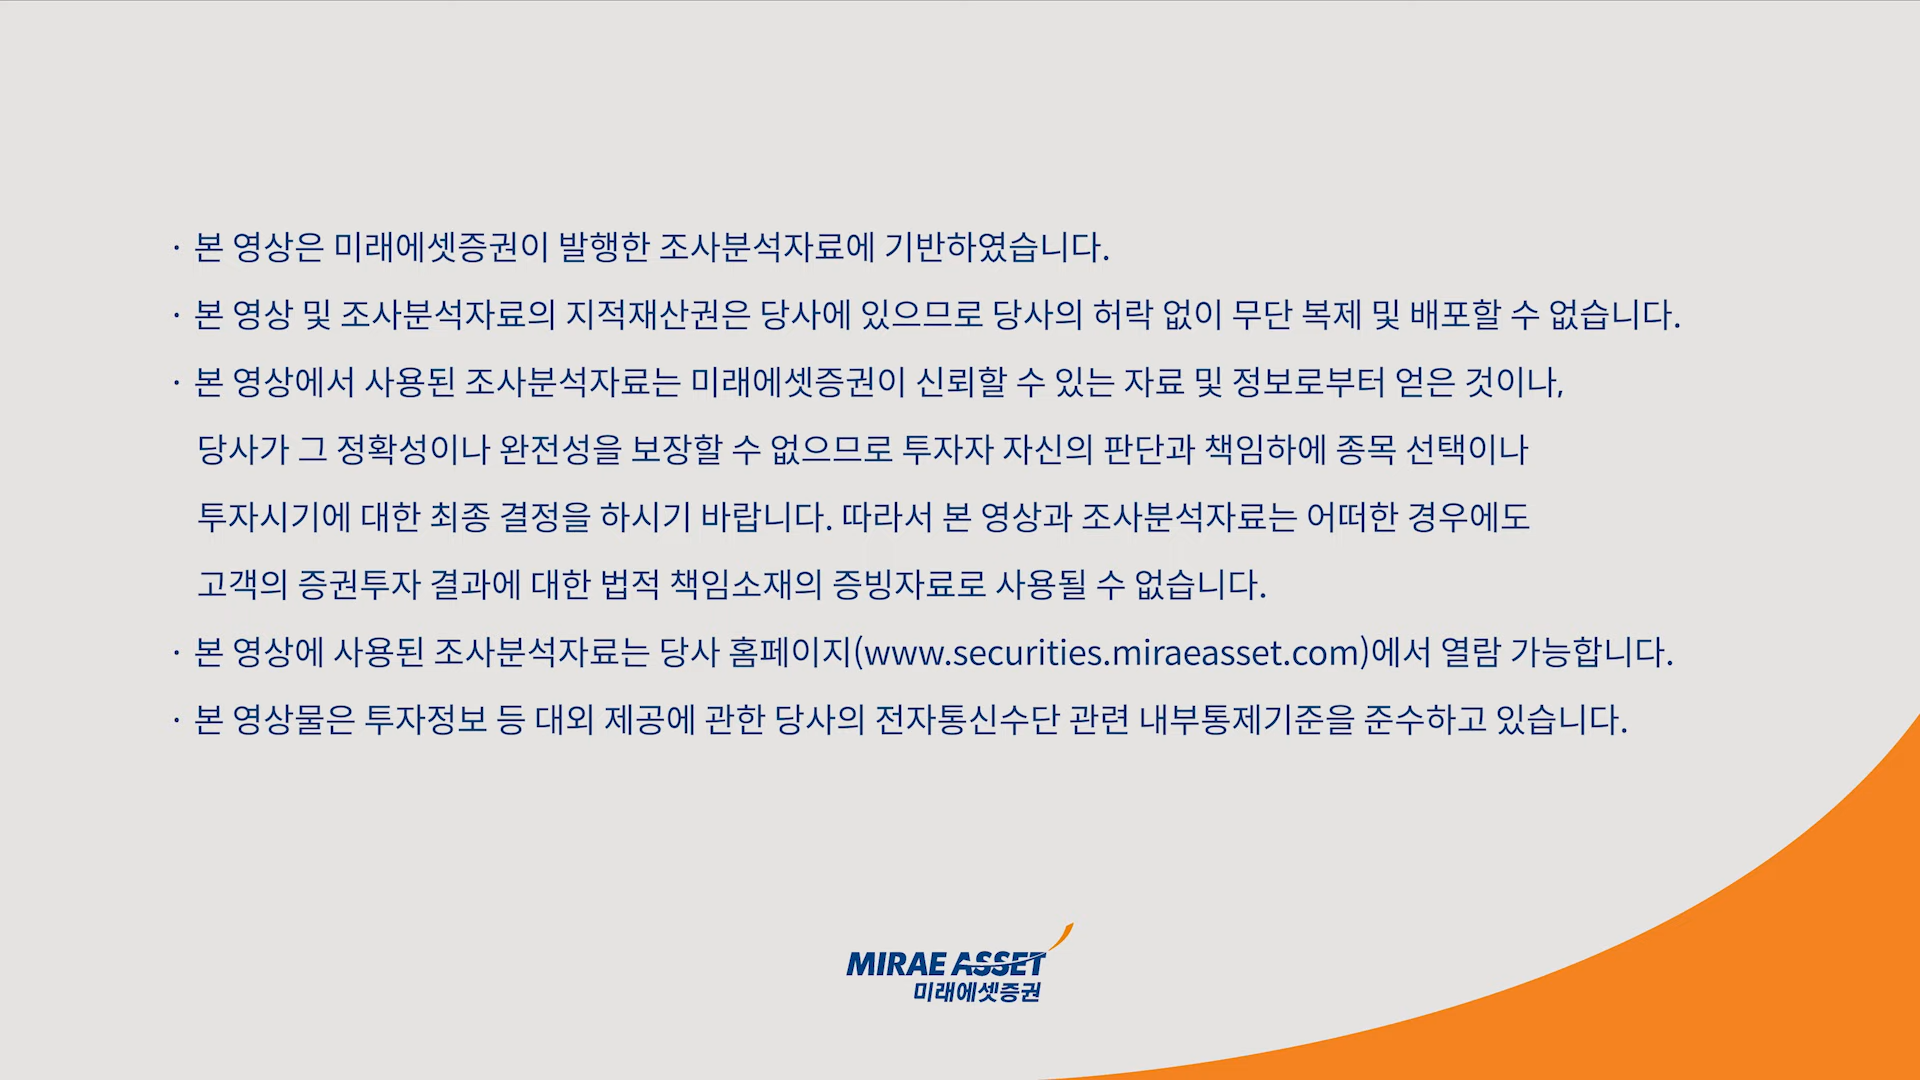 · 본 영상은 미래에셋증권이 발행한 조사분석자료에 기반하였습니다.
· 본 영상 및 조사분석자료의 지적재산권은 당사에 있으므로 당사의 허락 없이 무단 복제 및 배포할 수 없습니다.
· 본 영상에서 사용된 조사분석자료는 미래에셋증권이 신뢰할 수 있는 자료 및 정보로부터 얻은 것이나,
당사가 그 정확성이나 완전성을 보장할 수 없으므로 투자자 자신의 판단과 책임하에 종목 선택이나
투자시기에 대한 최종 결정을 하시기 바랍니다. 따라서 본 영상과 조사분석자료는 어떠한 경우에도
고객의 증권투자 결과에 대한 법적 책임소재의 증빙자료로 사용될 수 없습니다.
· 본 영상에 사용된 조사분석자료는 당사 홈페이지(www.securities.miraeasset.com)에서 열람 가능합니다.
· 본 영상물은 투자정보 등 대외 제공에 관한 당사의 전자통신수단 관련 내부통제기준을 준수하고 있습니다.
MIRAE ASSET
미래에셋증권